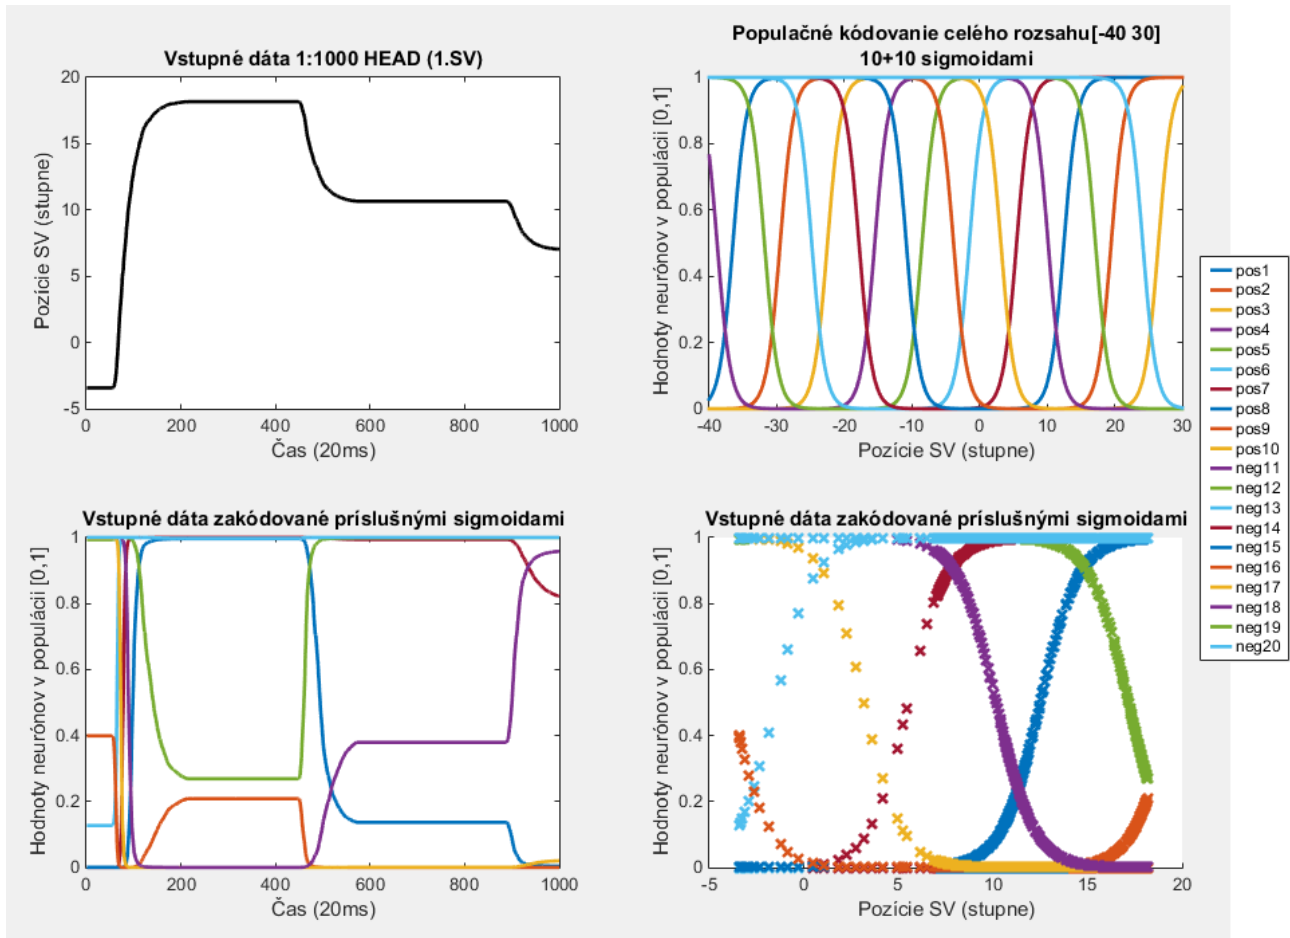 Vstupné dáta 1:1000 HEAD (1.SV)
20
15
10
5
0
-5
0
200
400
600
800
1000
Pozície SV (stupne)
Čas (20ms)
Populačné kódovanie celého rozsahu[-40 30]
10+10 sigmoidami
1
0.8
0.6
0.4
0.2
0
-40
-30
-20
-10
0
10
20
30
Hodnoty neurónov v populácii [0,1]
Pozície SV (stupne)
pos1
pos2
pos3
pos4
pos5
pos6
pos7
pos8
pos9
pos10
neg11
neg12
neg13
neg14
neg15
neg16
neg17
neg18
neg19
neg20
Vstupné dáta zakódované príslušnými sigmoidami
1
0.8
0.6
0.4
0.2
0
0
200
400
600
800
1000
Hodnoty neurónov v populácii [0,1]
Čas (20ms)
Vstupné dáta zakódované príslušnými sigmoidami
1
0.8
0.6
0.4
0.2
0
-5
0
5
10
15
20
Hodnoty neurónov v populácii [0,1]
Pozície SV (stupne)